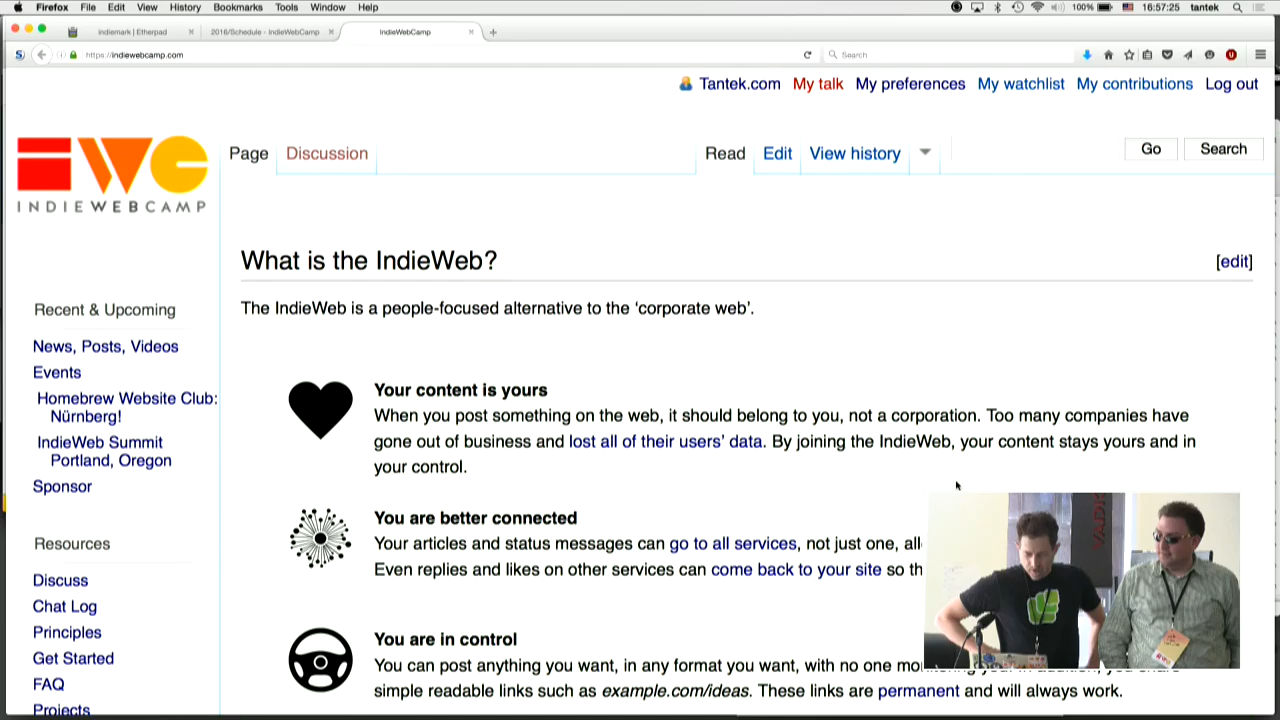 Firefox File Edit View History Bookmarks Tools Window Help 100% 16:57:25 tantek
indiemark | Etherpad 2016/Schedule - IndieWebCamp IndieWebCamp
https://indiewebcamp.com Search
Tantek.com My talk My preferences My watchlist My contributions Log out
Page Discussion Read Edit View history Go Search
INDIEWEBCAMP
What is the IndieWeb? [edit]
The IndieWeb is a people-focused alternative to the ‘corporate web’.
Recent & Upcoming
News, Posts, Videos
Events
Homebrew Website Club:
Nürnberg!
IndieWeb Summit
Portland, Oregon
Sponsor
Resources
Discuss
Chat Log
Principles
Get Started
FAQ
Projects
Your content is yours
When you post something on the web, it should belong to you, not a corporation. Too many companies have
gone out of business and lost all of their users’ data. By joining the IndieWeb, your content stays yours and in
your control.
You are better connected
Your articles and status messages can go to all services, not just one, all
Even replies and likes on other services can come back to your site so th
You are in control
You can post anything you want, in any format you want, with no one
simple readable links such as example.com/ideas. These links are permanent and will always work.